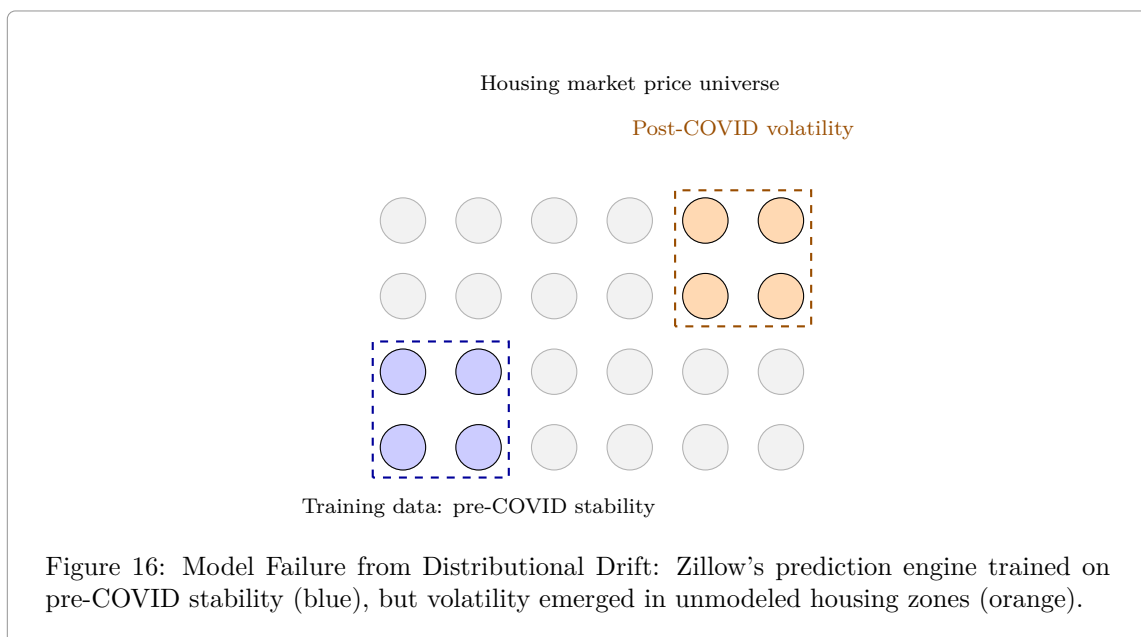 Housing market price universe
Post-COVID volatility
Training data: pre-COVID stability
Figure 16: Model Failure from Distributional Drift: Zillow's prediction engine trained on
pre-COVID stability (blue), but volatility emerged in unmodeled housing zones (orange).